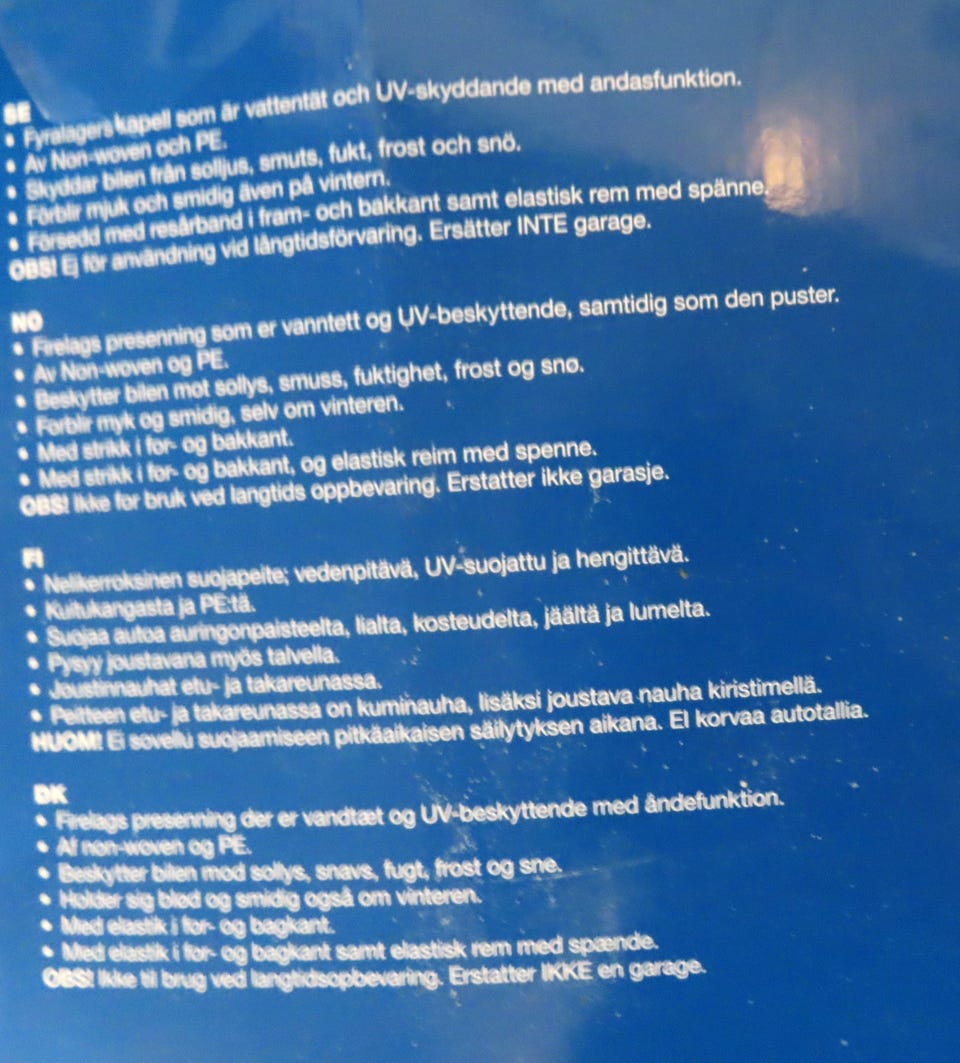 SE
• Fyralagers kapell som är vattentät och UV-skyddande med andasfunktion.
• Av Non-woven och PE.
• Skyddar bilen från solljus, smuts, fukt, frost och snö.
• Förblir mjuk och smidig även på vintern.
• Försedd med resårband i fram- och bakkant samt elastisk rem med spänne.
OBS! Ej för användning vid långtidsförvaring. Ersätter INTE garage.
NO
• Firelags presenning som er vanntett og UV-beskyttende, samtidig som den puster.
• Av Non-woven og PE.
• Beskytter bilen mot sollys, smuss, fuktighet, frost og snø.
• Forblir myk og smidig, selv om vinteren.
• Med strikk i for- og bakkant.
• Med strikk i for- og bakkant, og elastisk reim med spenne.
OBS! Ikke for bruk ved langtids oppbevaring. Erstatter ikke garasje.
FI
• Nelikerroksinen suojapeite; vedenpitävä, UV-suojattu ja hengittävä.
• Kuitukangasta ja PE:tä.
• Suojaa autoa auringonpaisteelta, lialta, kosteudelta, jäältä ja lumelta.
• Pysyy joustavana myös talvella.
• Joustinnauhat etu- ja takareunassa.
• Peitteen etu- ja takareunassa on kuminauha, lisäksi joustava nauha kiristimellä.
HUOM! Ei sovellu suojaamiseen pitkäaikaisen säilytyksen aikana. EI korvaa autotallia.
DK
• Firelags presenning der er vandtæt og UV-beskyttende med åndefunktion.
• Af non-woven og PE.
• Beskytter bilen mod sollys, snavs, fugt, frost og sne.
• Holder sig blød og smidig også om vinteren.
• Med elastik i for- og bagkant.
• Med elastik i for- og bagkant samt elastisk rem med spænde.
OBS! Ikke til brug ved langtidsopbevaring. Erstatter IKKE en garage.